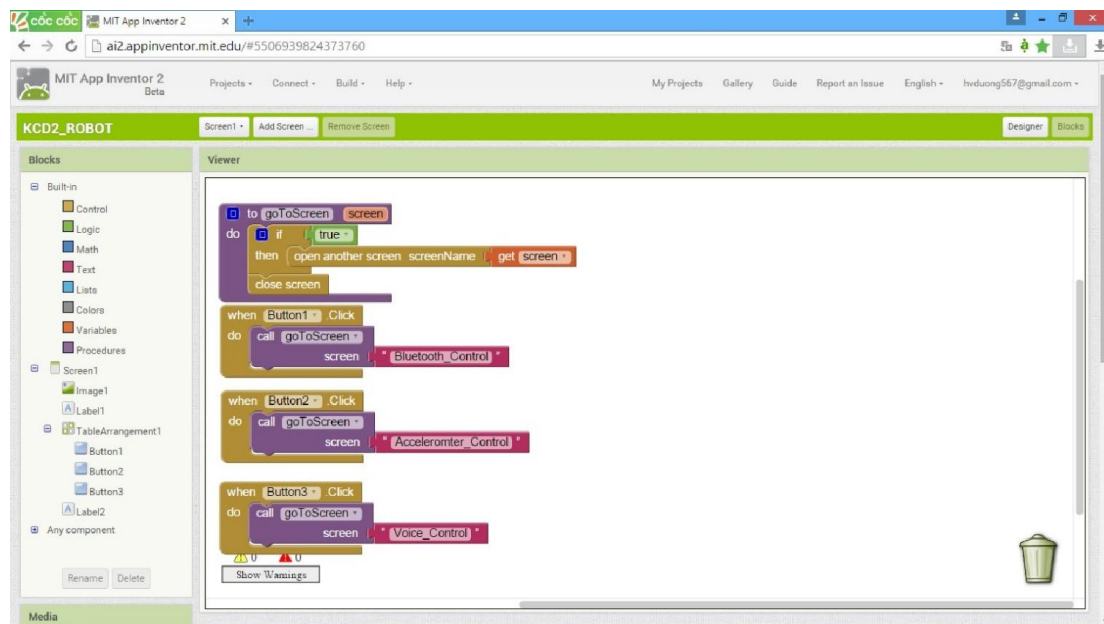 cốc cốc MIT App Inventor 2 x
ai2.appinventor.mit.edu/#5506939824373760
MIT App Inventor 2
Beta
Projects Connect Build Help My Projects Gallery Guide Report an Issue English hvduong567@gmail.com
KCD2_ROBOT Screen1 Add Screen ... Remove Screen Designer Blocks
Blocks Viewer
Built-in
Control
Logic
Math
Text
Lists
Colors
Variables
Procedures
Screen1
Image1
A Label1
TableArrangement1
Button1
Button2
Button3
A Label2
Any component
Rename Delete
Media
to goToScreen screen
do if true
then open another screen screenName get screen
close screen
when Button1 .Click
do call goToScreen
screen " Bluetooth_Control "
when Button2 .Click
do call goToScreen
screen " Acceleromter_Control "
when Button3 .Click
do call goToScreen
screen " Voice_Control "
0 0
Show Warnings